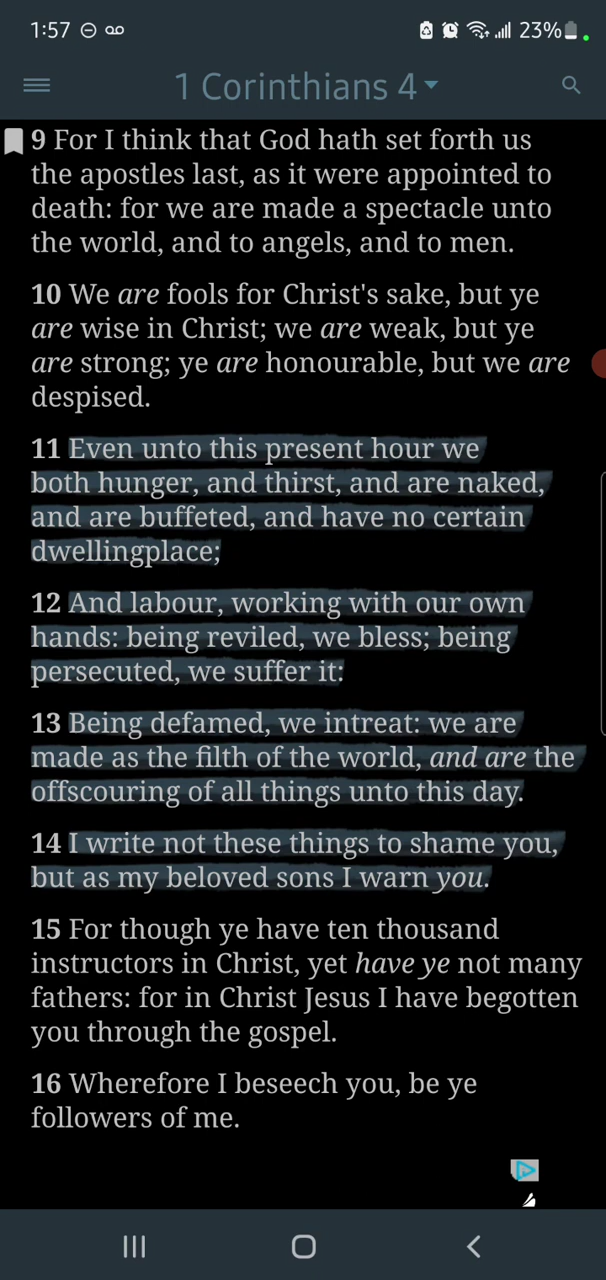 1:57 23%
1 Corinthians 4
9 For I think that God hath set forth us
the apostles last, as it were appointed to
death: for we are made a spectacle unto
the world, and to angels, and to men.
10 We are fools for Christ's sake, but ye
are wise in Christ; we are weak, but ye
are strong; ye are honourable, but we are
despised.
11 Even unto this present hour we
both hunger, and thirst, and are naked,
and are buffeted, and have no certain
dwellingplace;
12 And labour, working with our own
hands: being reviled, we bless; being
persecuted, we suffer it:
13 Being defamed, we intreat: we are
made as the filth of the world, and are the
offscouring of all things unto this day.
14 I write not these things to shame you,
but as my beloved sons I warn you.
15 For though ye have ten thousand
instructors in Christ, yet have ye not many
fathers: for in Christ Jesus I have begotten
you through the gospel.
16 Wherefore I beseech you, be ye
followers of me.